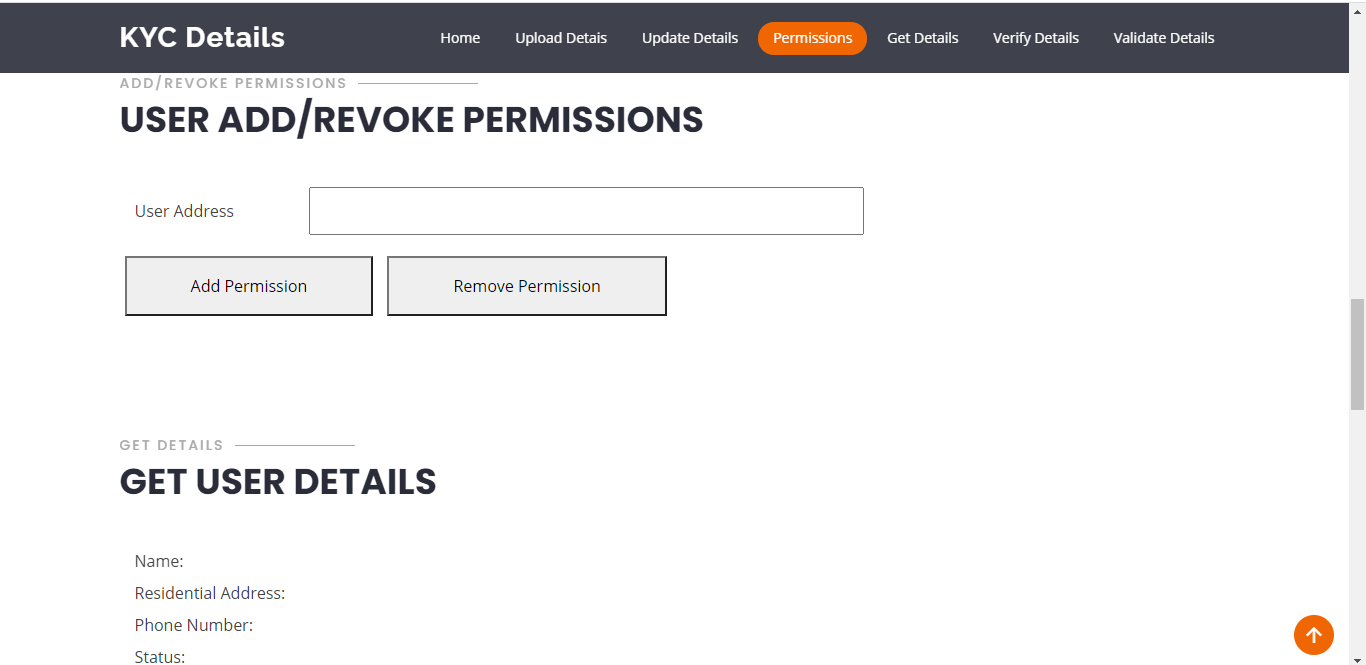 KYC Details
Home Upload Detais Update Details Permissions Get Details Verify Details Validate Details
ADD/REVOKE PERMISSIONS
USER ADD/REVOKE PERMISSIONS
User Address
Add Permission Remove Permission
GET DETAILS
GET USER DETAILS
Name:
Residential Address:
Phone Number:
Status: